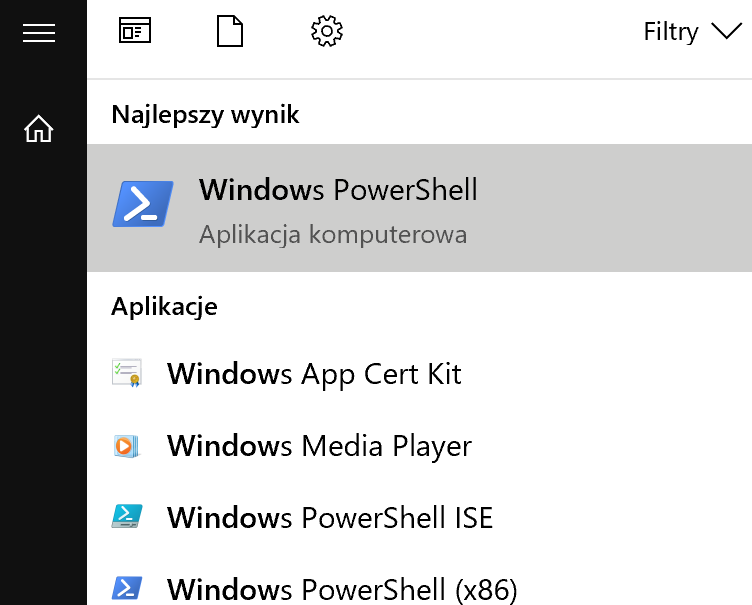 Filtry
Najlepszy wynik
Windows PowerShell
Aplikacja komputerowa
Aplikacje
Windows App Cert Kit
Windows Media Player
Windows PowerShell ISE
Windows PowerShell (x86)